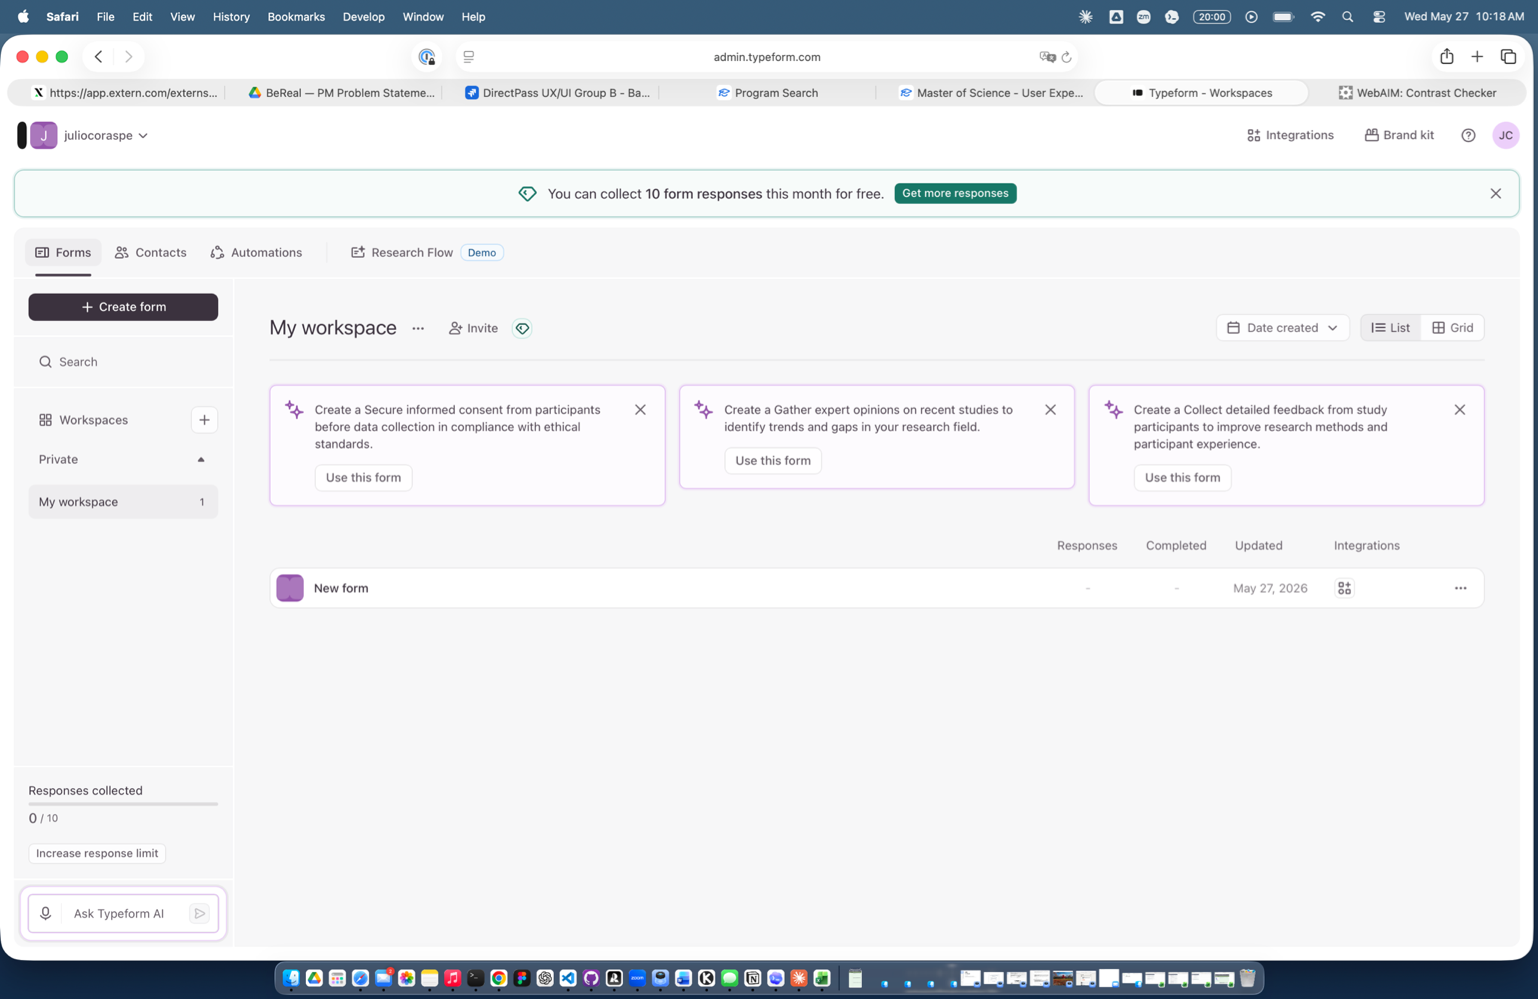 Safari File Edit View History Bookmarks Develop Window Help
zm
20:00
Wed May 27 10:18 AM
admin.typeform.com
X https://app.extern.com/externs...
BeReal — PM Problem Stateme...
DirectPass UX/UI Group B - Ba...
Program Search
Master of Science - User Expe...
Typeform - Workspaces
WebAIM: Contrast Checker
J juliocoraspe
Integrations
Brand kit
?
JC
You can collect 10 form responses this month for free.
Get more responses
Forms
Contacts
Automations
Research Flow
Demo
+ Create form
Search
Workspaces
+
Private
My workspace 1
Responses collected
0 / 10
Increase response limit
Ask Typeform AI
My workspace
Invite
Date created
List
Grid
Create a Secure informed consent from participants
before data collection in compliance with ethical
standards.
Use this form
Create a Gather expert opinions on recent studies to
identify trends and gaps in your research field.
Use this form
Create a Collect detailed feedback from study
participants to improve research methods and
participant experience.
Use this form
Responses Completed Updated Integrations
New form - - May 27, 2026
zoom